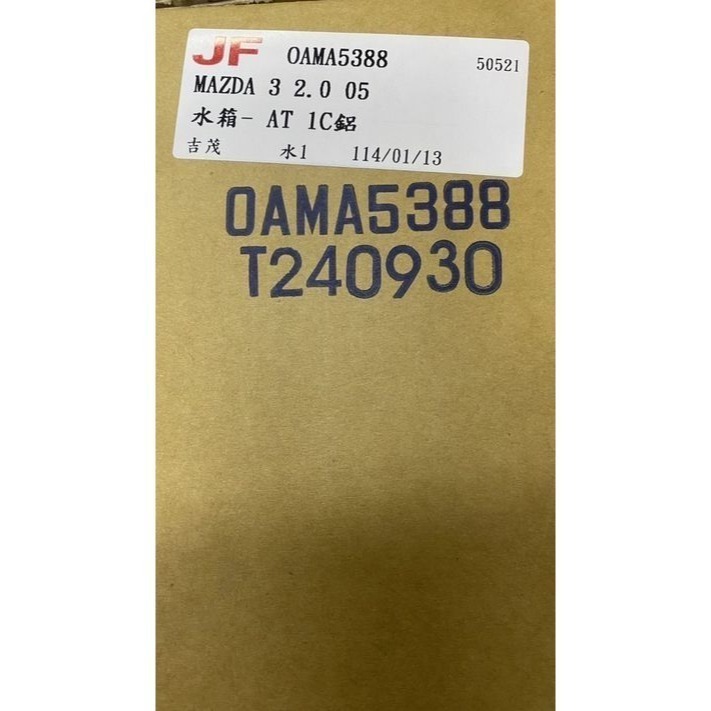 JF OAMA5388 50521
MAZDA 3 2.0 05
水箱- AT 1C鋁
吉茂 水1 114/01/13
OAMA5388
T240930